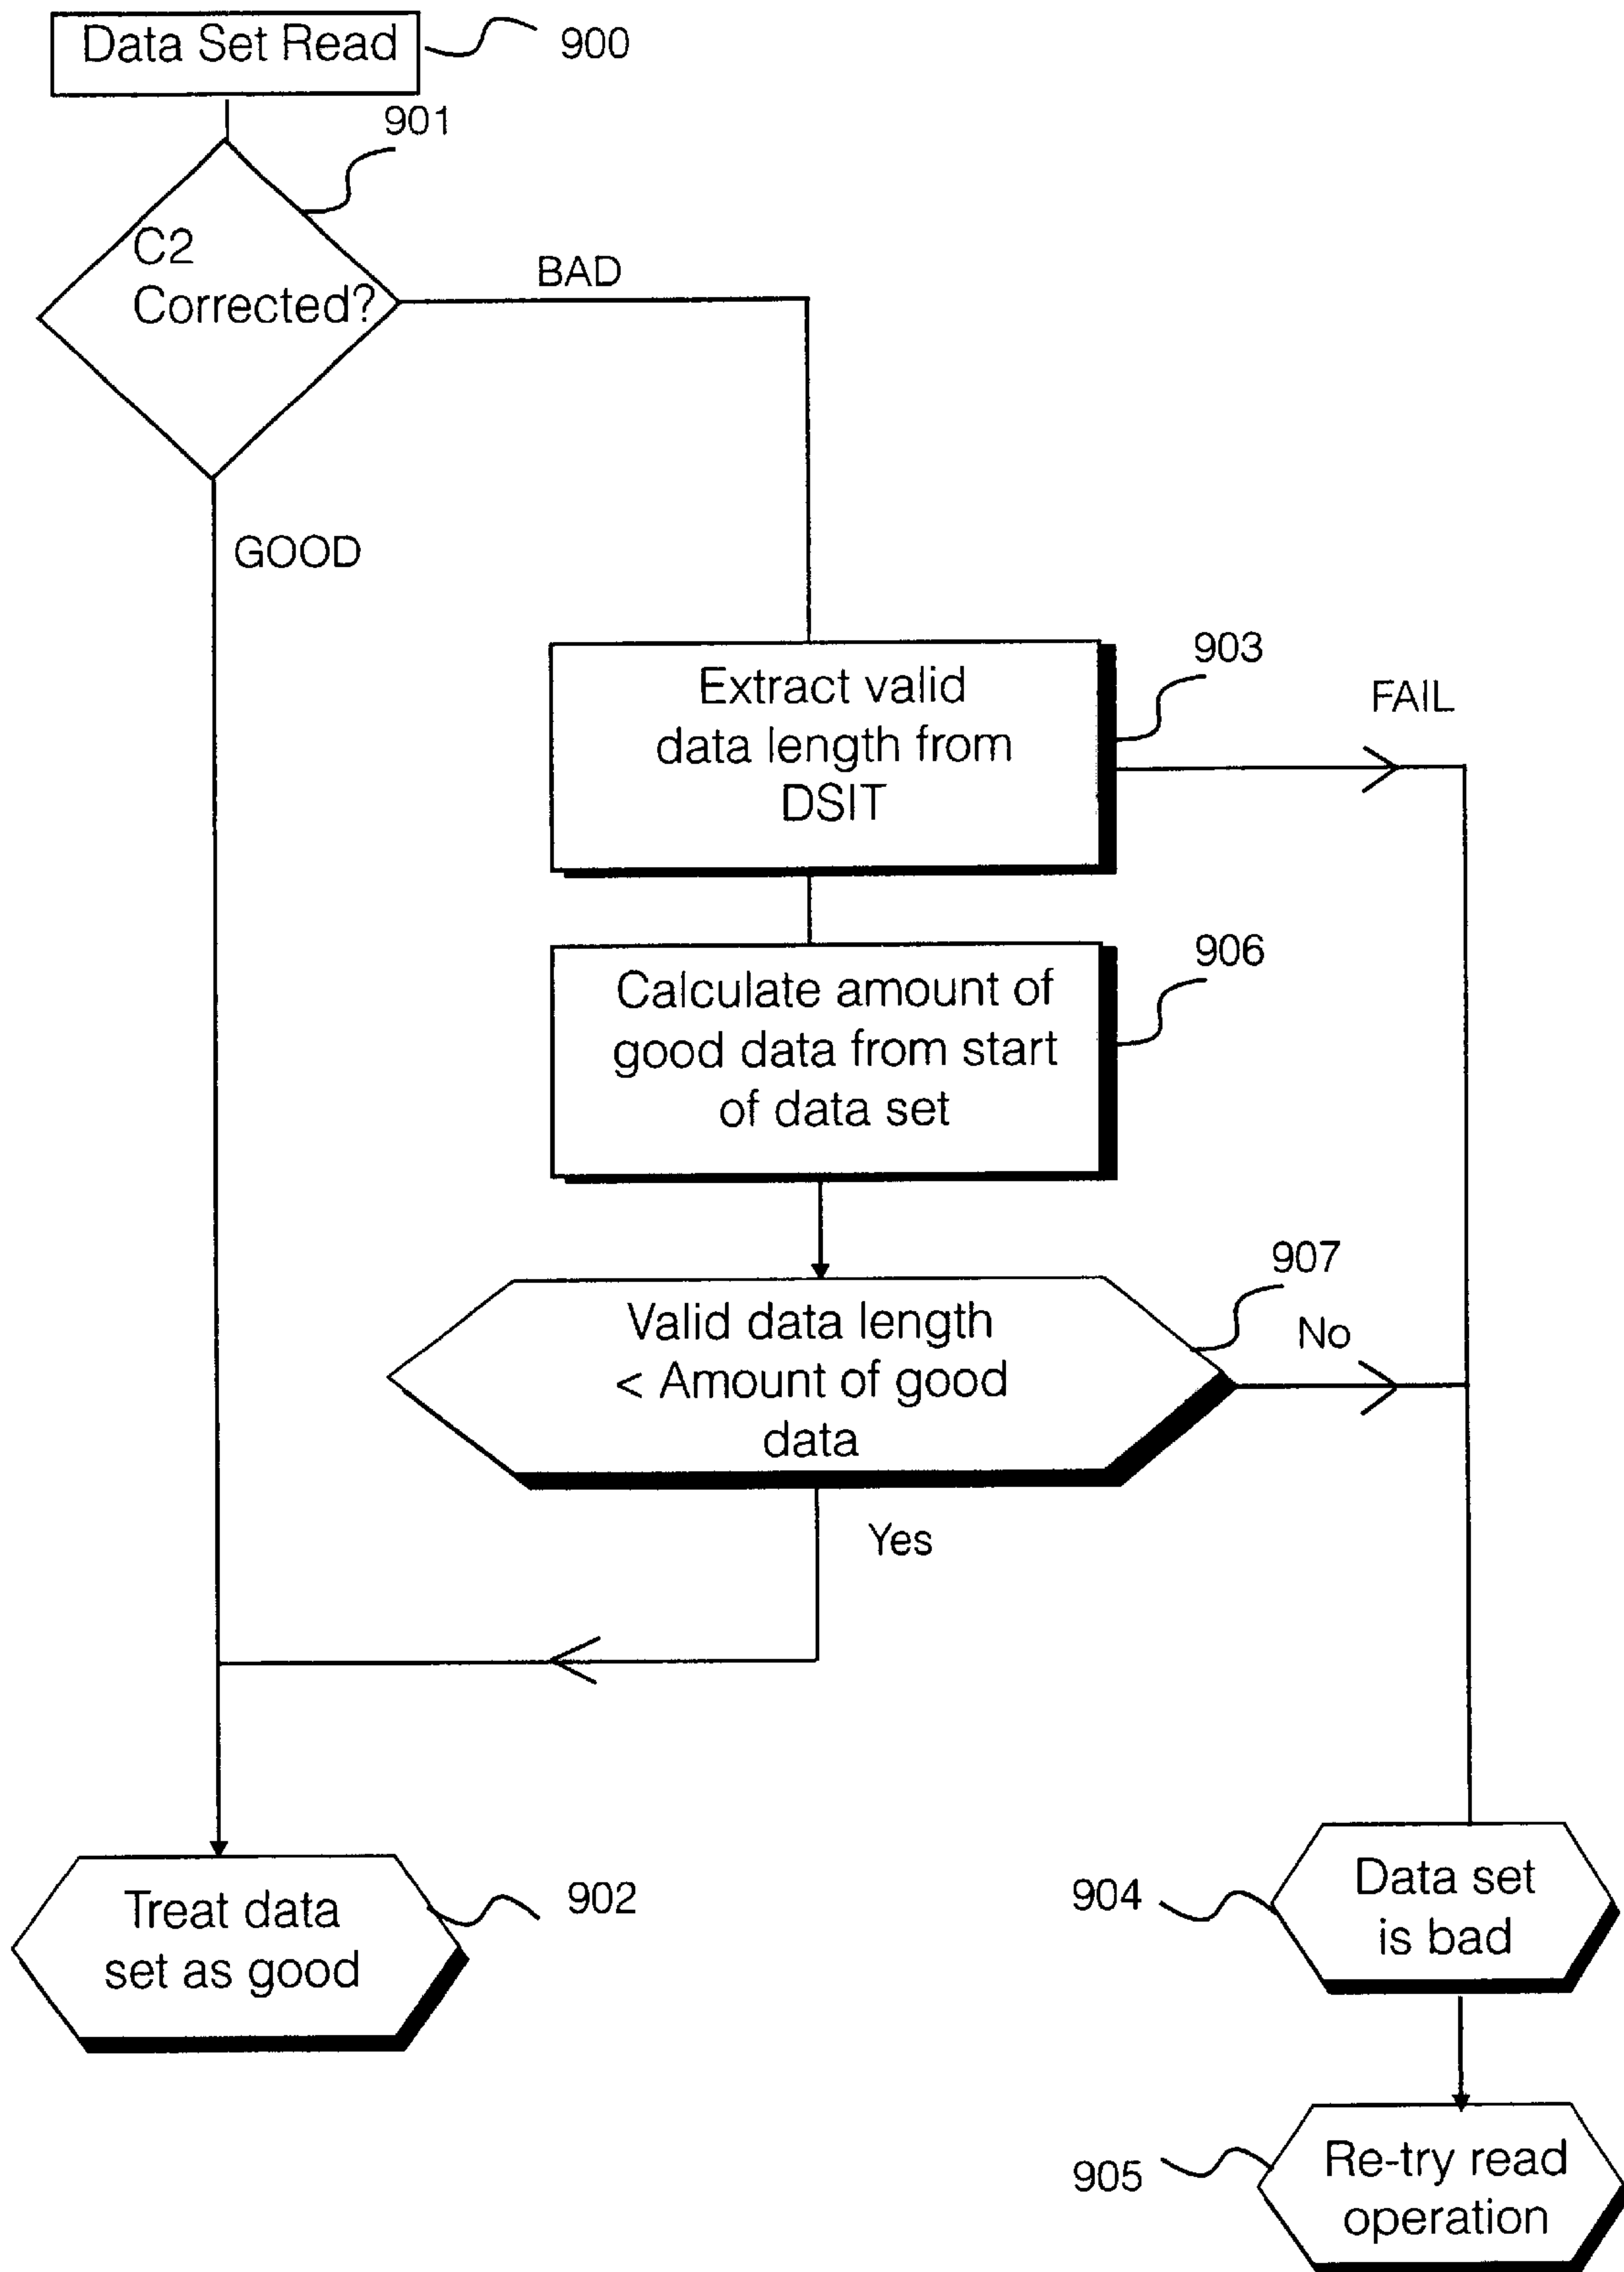 Data Set Read
900
901
C2
Corrected?
BAD
GOOD
903
Extract valid
data length from
DSIT
FAIL
906
Calculate amount of
good data from start
of data set
907
Valid data length
< Amount of good
data
No
Yes
Treat data
set as good
902
904
Data set
is bad
905
Re-try read
operation